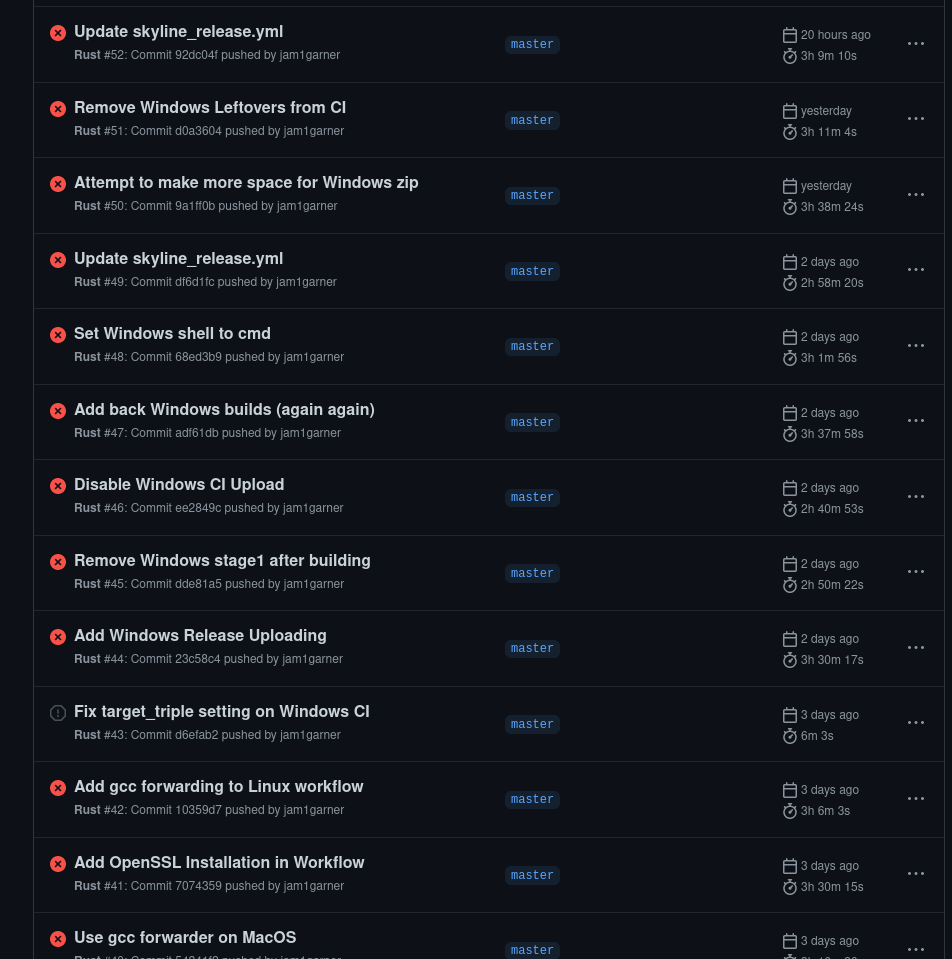 Update skyline_release.yml
Rust #52: Commit 92dc04f pushed by jam1garner
master
20 hours ago
3h 9m 10s
Remove Windows Leftovers from CI
Rust #51: Commit d0a3604 pushed by jam1garner
master
yesterday
3h 11m 4s
Attempt to make more space for Windows zip
Rust #50: Commit 9a1ff0b pushed by jam1garner
master
yesterday
3h 38m 24s
Update skyline_release.yml
Rust #49: Commit df6d1fc pushed by jam1garner
master
2 days ago
2h 58m 20s
Set Windows shell to cmd
Rust #48: Commit 68ed3b9 pushed by jam1garner
master
2 days ago
3h 1m 56s
Add back Windows builds (again again)
Rust #47: Commit adf61db pushed by jam1garner
master
2 days ago
3h 37m 58s
Disable Windows CI Upload
Rust #46: Commit ee2849c pushed by jam1garner
master
2 days ago
2h 40m 53s
Remove Windows stage1 after building
Rust #45: Commit dde81a5 pushed by jam1garner
master
2 days ago
2h 50m 22s
Add Windows Release Uploading
Rust #44: Commit 23c58c4 pushed by jam1garner
master
2 days ago
3h 30m 17s
Fix target_triple setting on Windows CI
Rust #43: Commit d6efab2 pushed by jam1garner
master
3 days ago
6m 3s
Add gcc forwarding to Linux workflow
Rust #42: Commit 10359d7 pushed by jam1garner
master
3 days ago
3h 6m 3s
Add OpenSSL Installation in Workflow
Rust #41: Commit 7074359 pushed by jam1garner
master
3 days ago
3h 30m 15s
Use gcc forwarder on MacOS
master
3 days ago